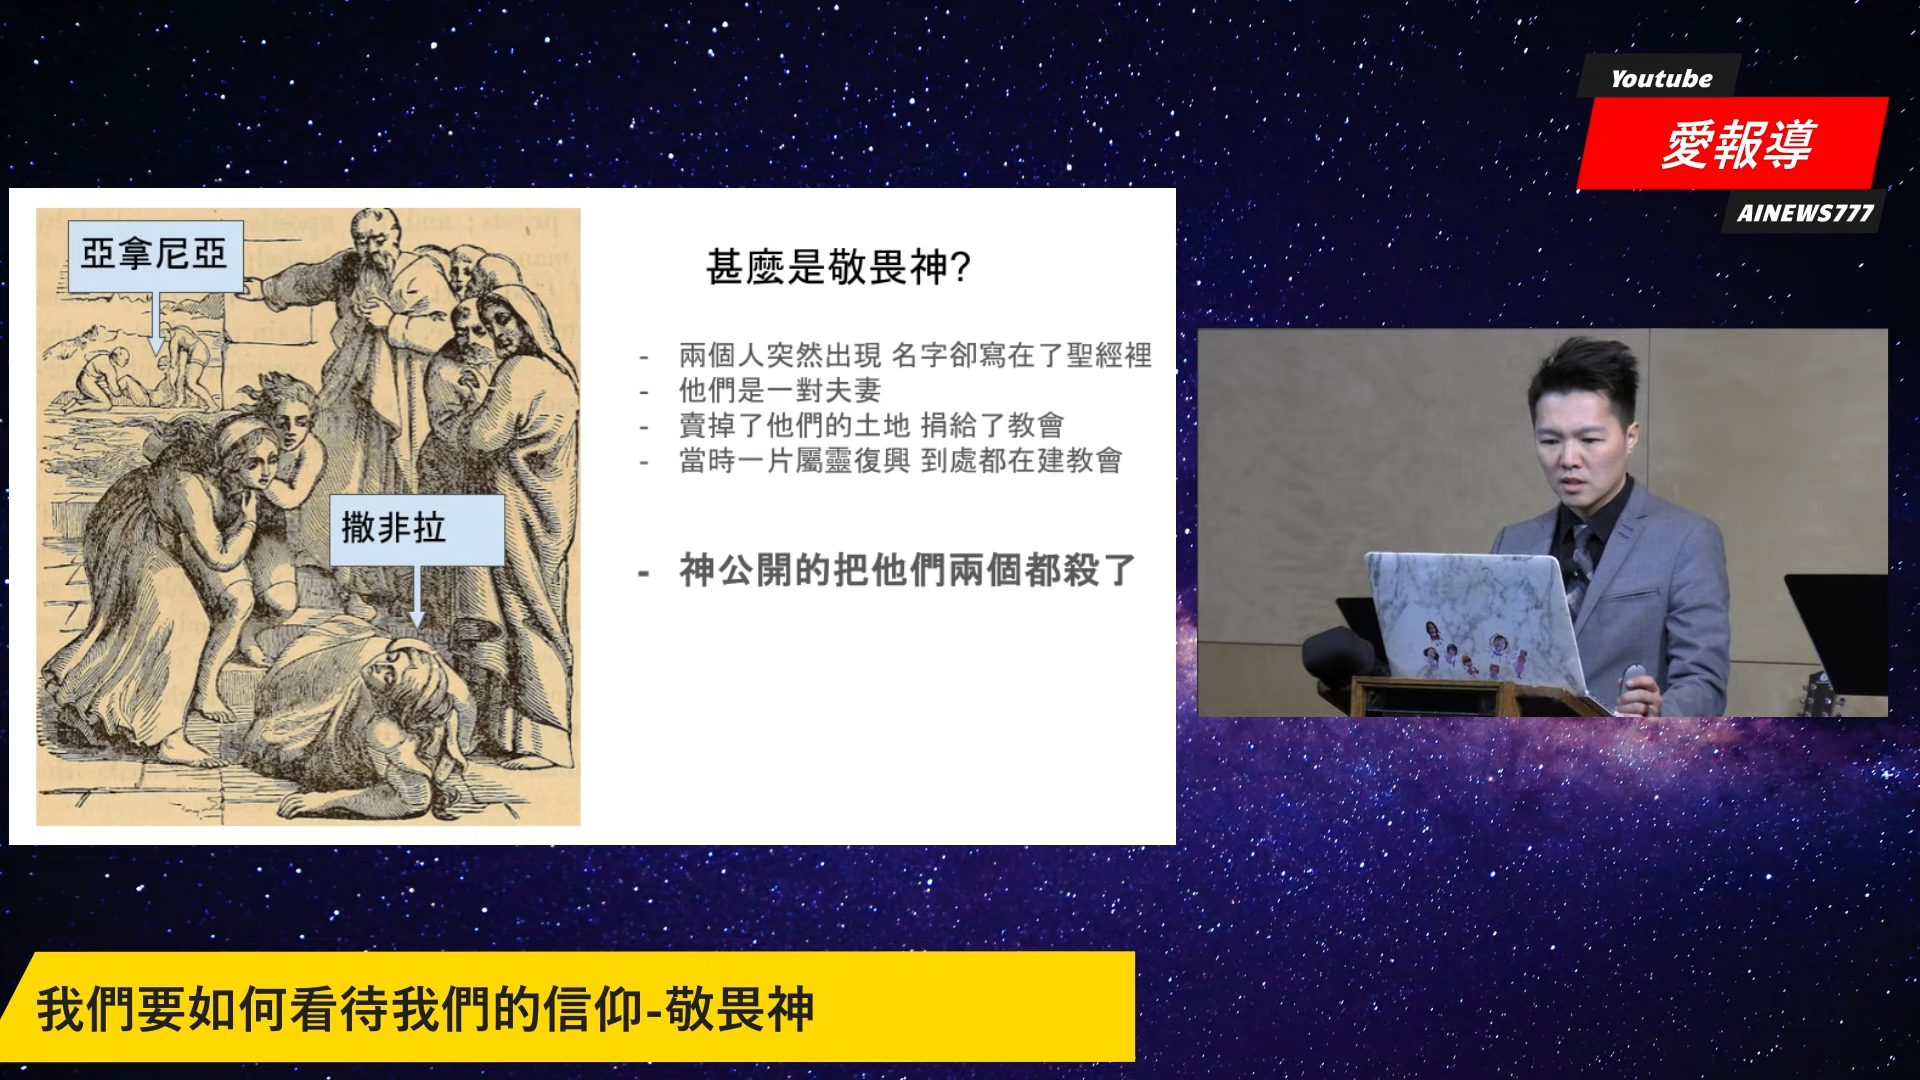 Youtube
愛報導
AINEWS777
亞拿尼亞
撒非拉
甚麼是敬畏神?
- 兩個人突然出現 名字卻寫在了聖經裡
- 他們是一對夫妻
- 賣掉了他們的土地 捐給了教會
- 當時一片屬靈復興 到處都在建教會
- 神公開的把他們兩個都殺了
我們要如何看待我們的信仰-敬畏神